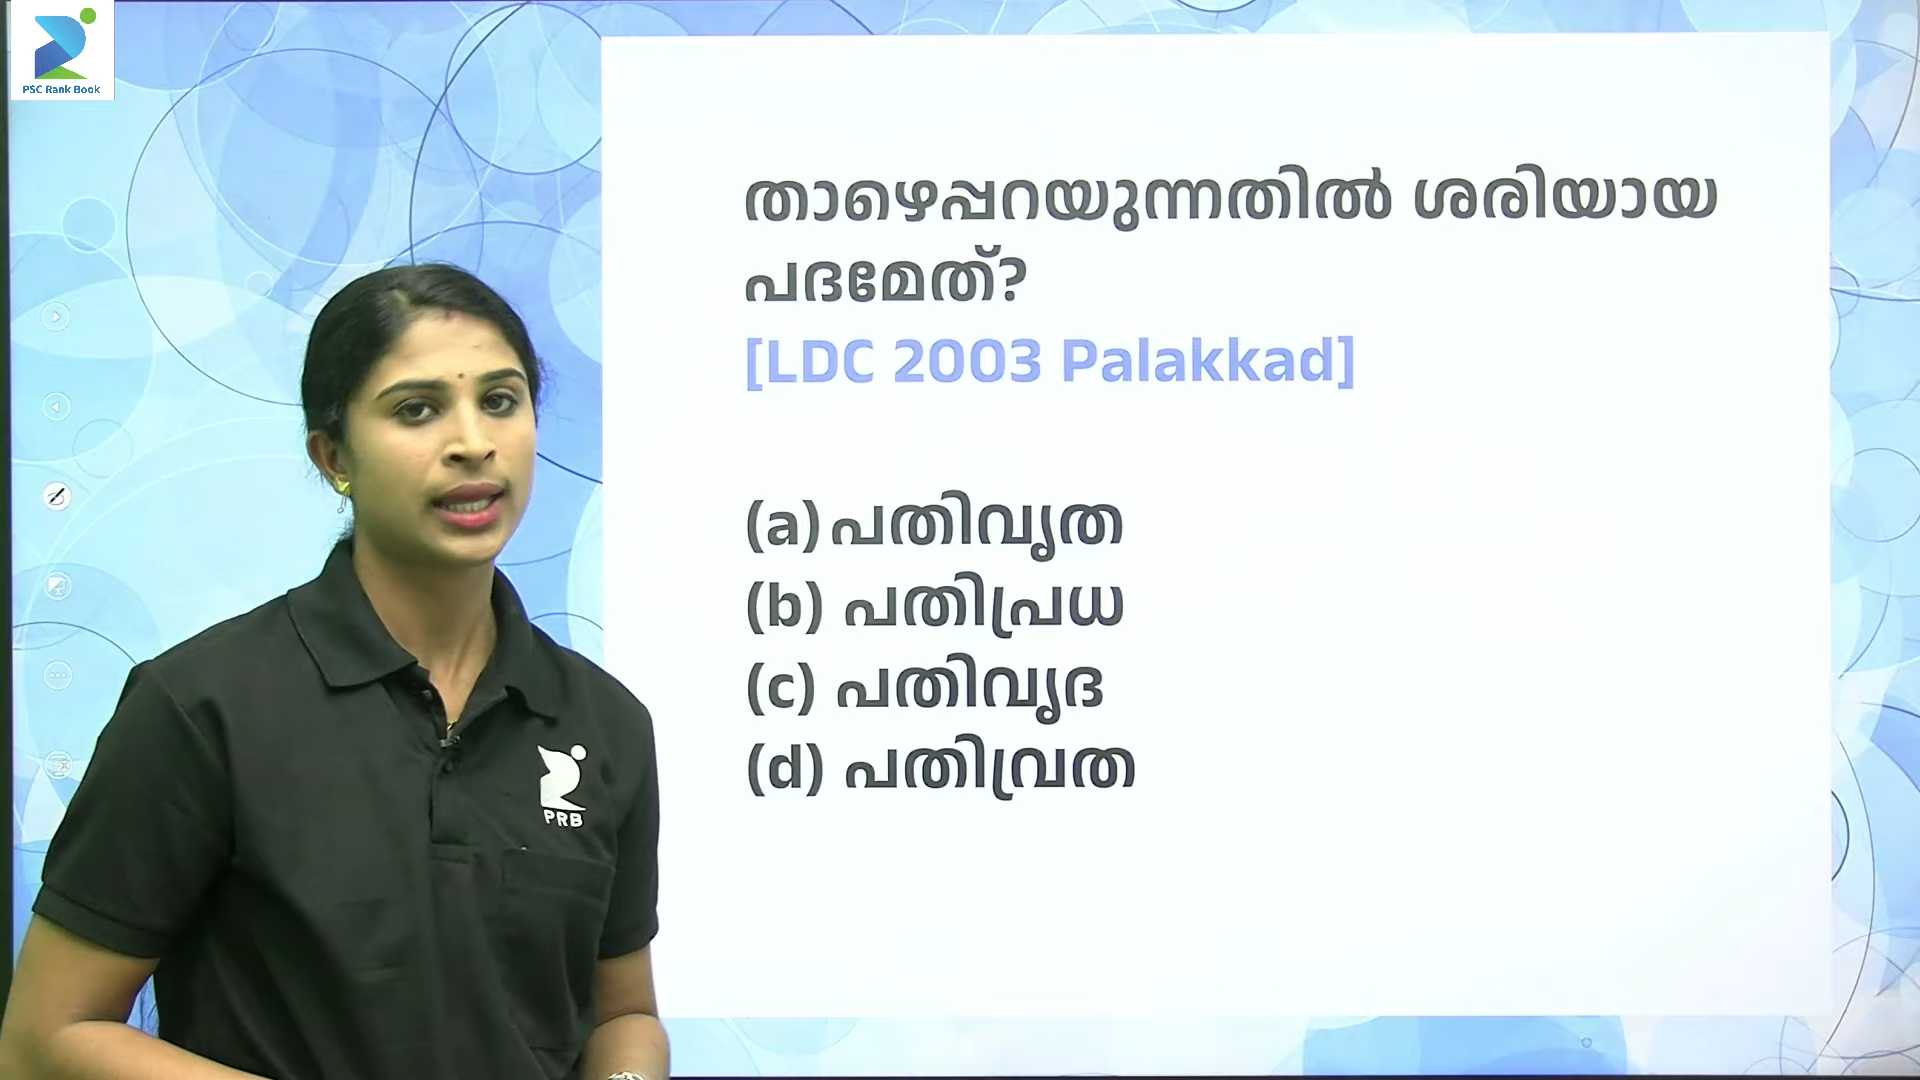 PSC Rank Book
താഴെപ്പറയുന്നതിൽ ശരിയായ
പദമേത്?
[LDC 2003 Palakkad]
(a) പതിവൃത
(b) പതിപ്രധ
(c) പതിവൃദ
(d) പതിവ്രത
PRB